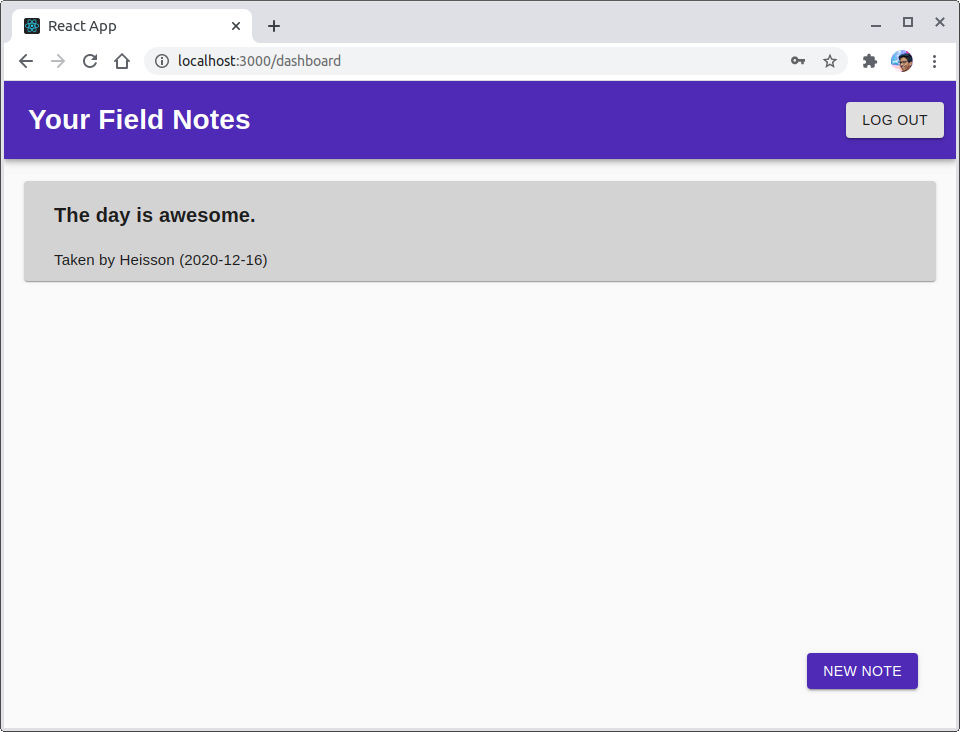 React App
localhost:3000/dashboard
Your Field Notes
LOG OUT
The day is awesome.
Taken by Heisson (2020-12-16)
NEW NOTE